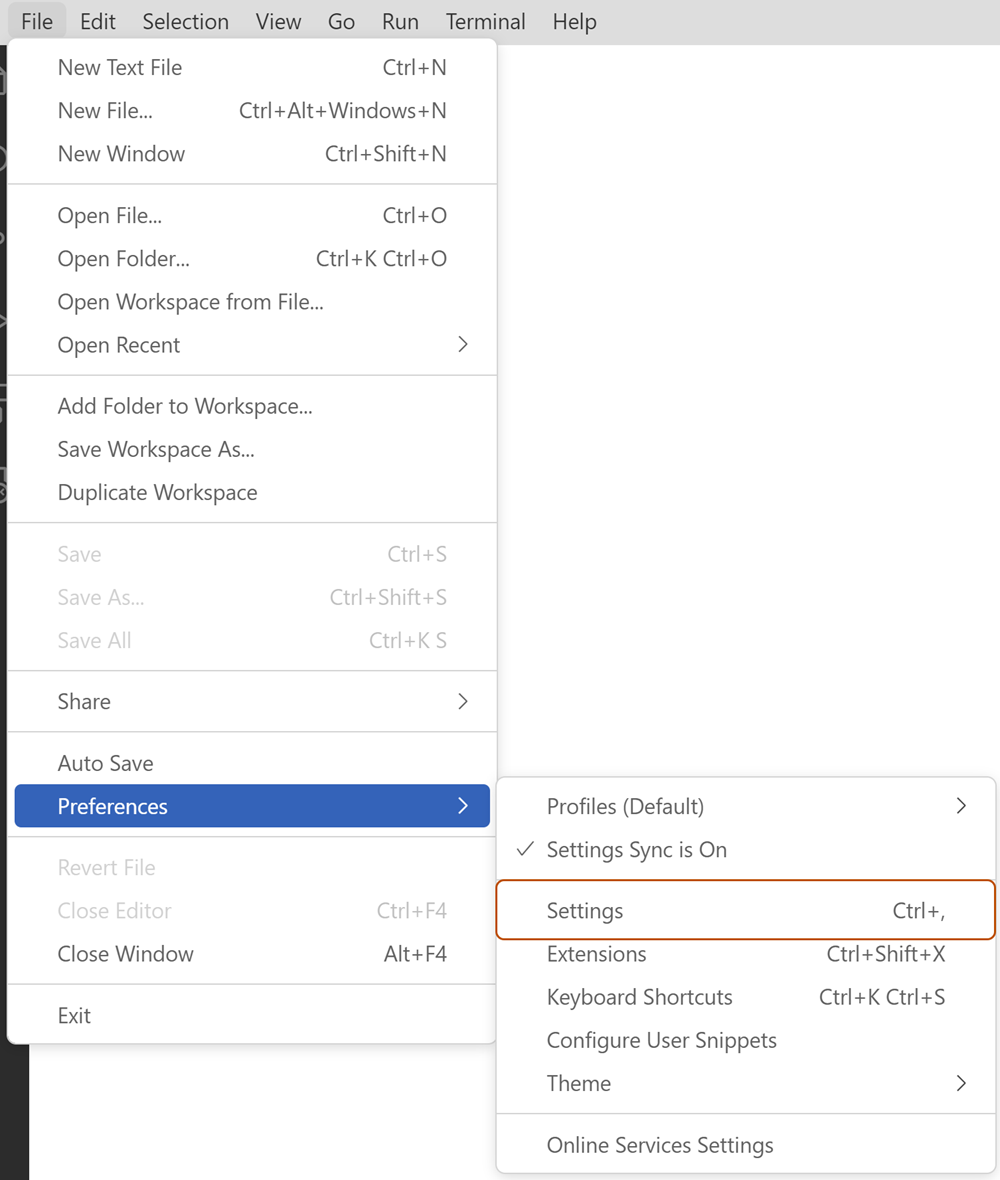 File Edit Selection View Go Run Terminal Help
New Text File Ctrl+N
New File... Ctrl+Alt+Windows+N
New Window Ctrl+Shift+N
Open File... Ctrl+O
Open Folder... Ctrl+K Ctrl+O
Open Workspace from File...
Open Recent
Add Folder to Workspace...
Save Workspace As...
Duplicate Workspace
Save Ctrl+S
Save As... Ctrl+Shift+S
Save All Ctrl+K S
Share
Auto Save
Preferences
Revert File
Close Editor Ctrl+F4
Close Window Alt+F4
Exit
Profiles (Default)
Settings Sync is On
Settings Ctrl+,
Extensions Ctrl+Shift+X
Keyboard Shortcuts Ctrl+K Ctrl+S
Configure User Snippets
Theme
Online Services Settings